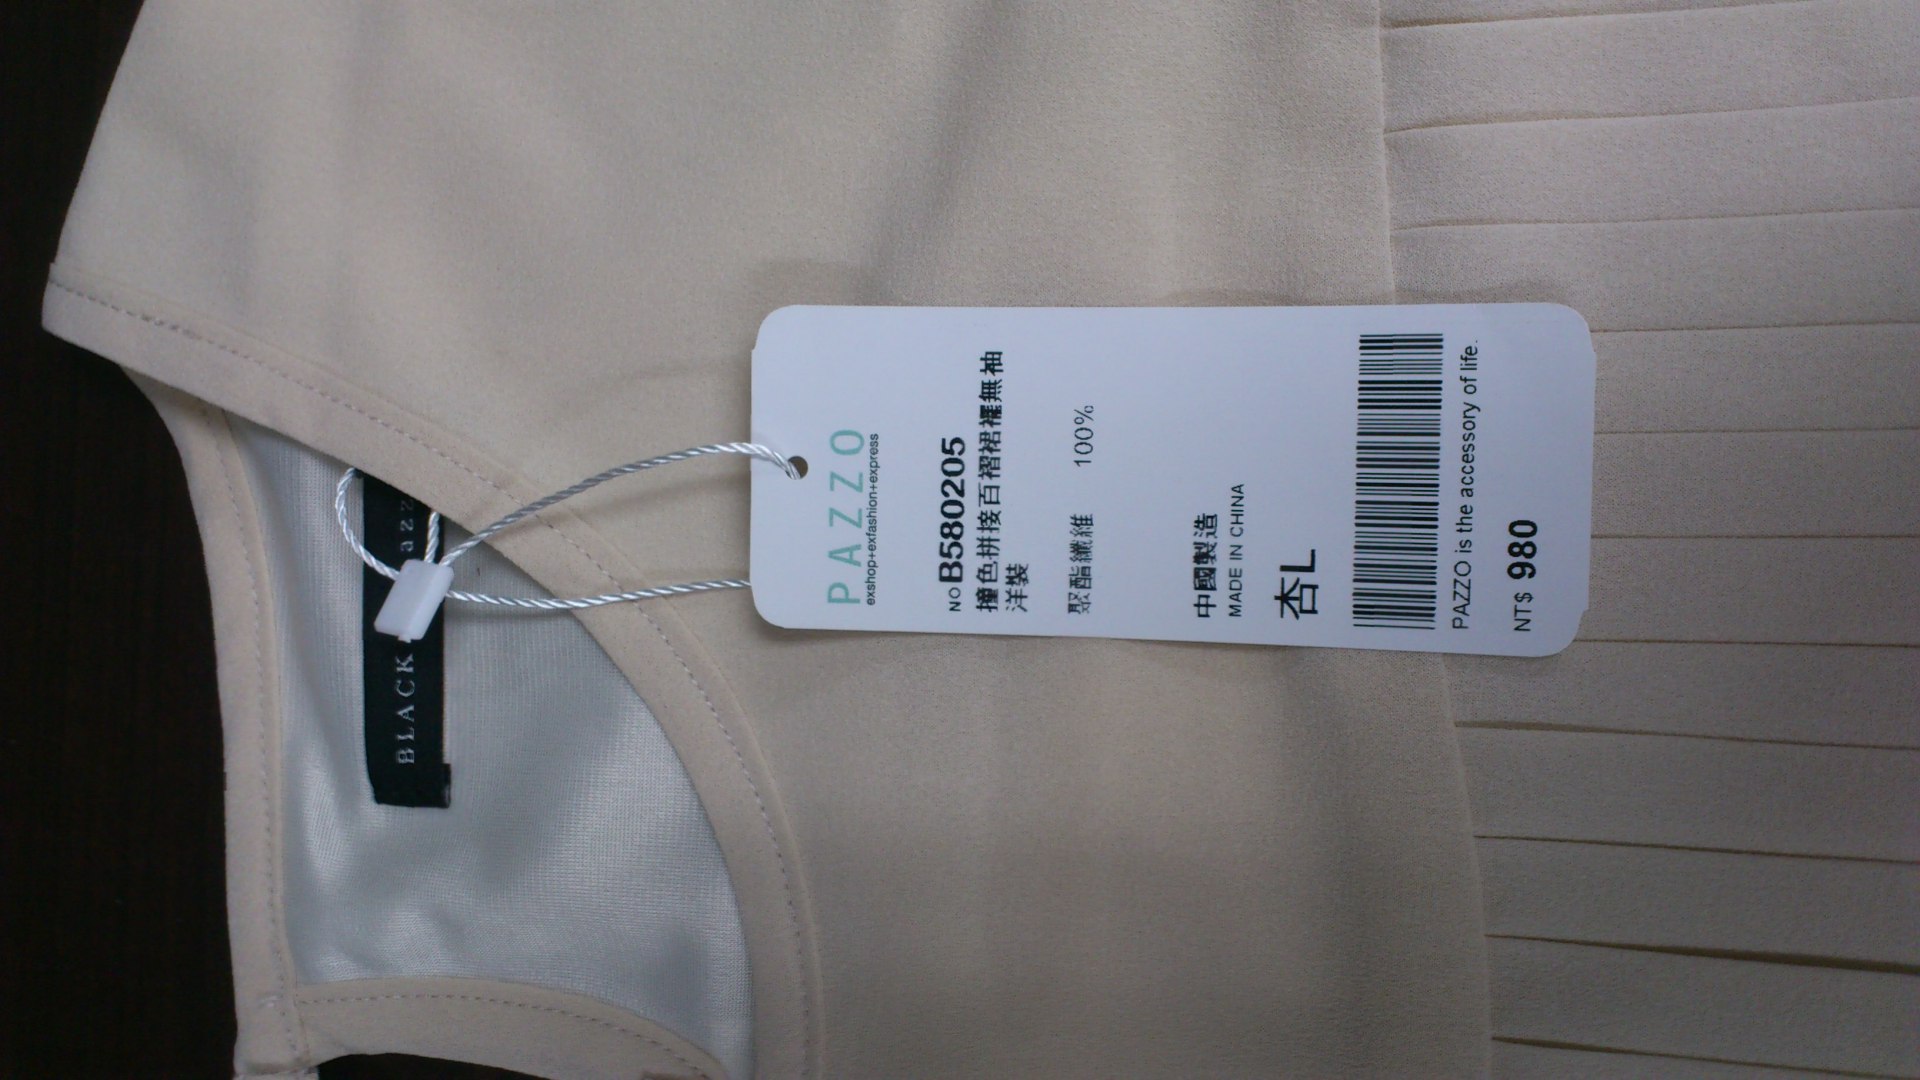 PAZZO
exshop+exfashion+express
NO B580205
撞色拼接百褶裙襬無袖
洋裝
聚酯纖維 100%
中國製造
MADE IN CHINA
杏L
PAZZO is the accessory of life.
NT$ 980
BLACK